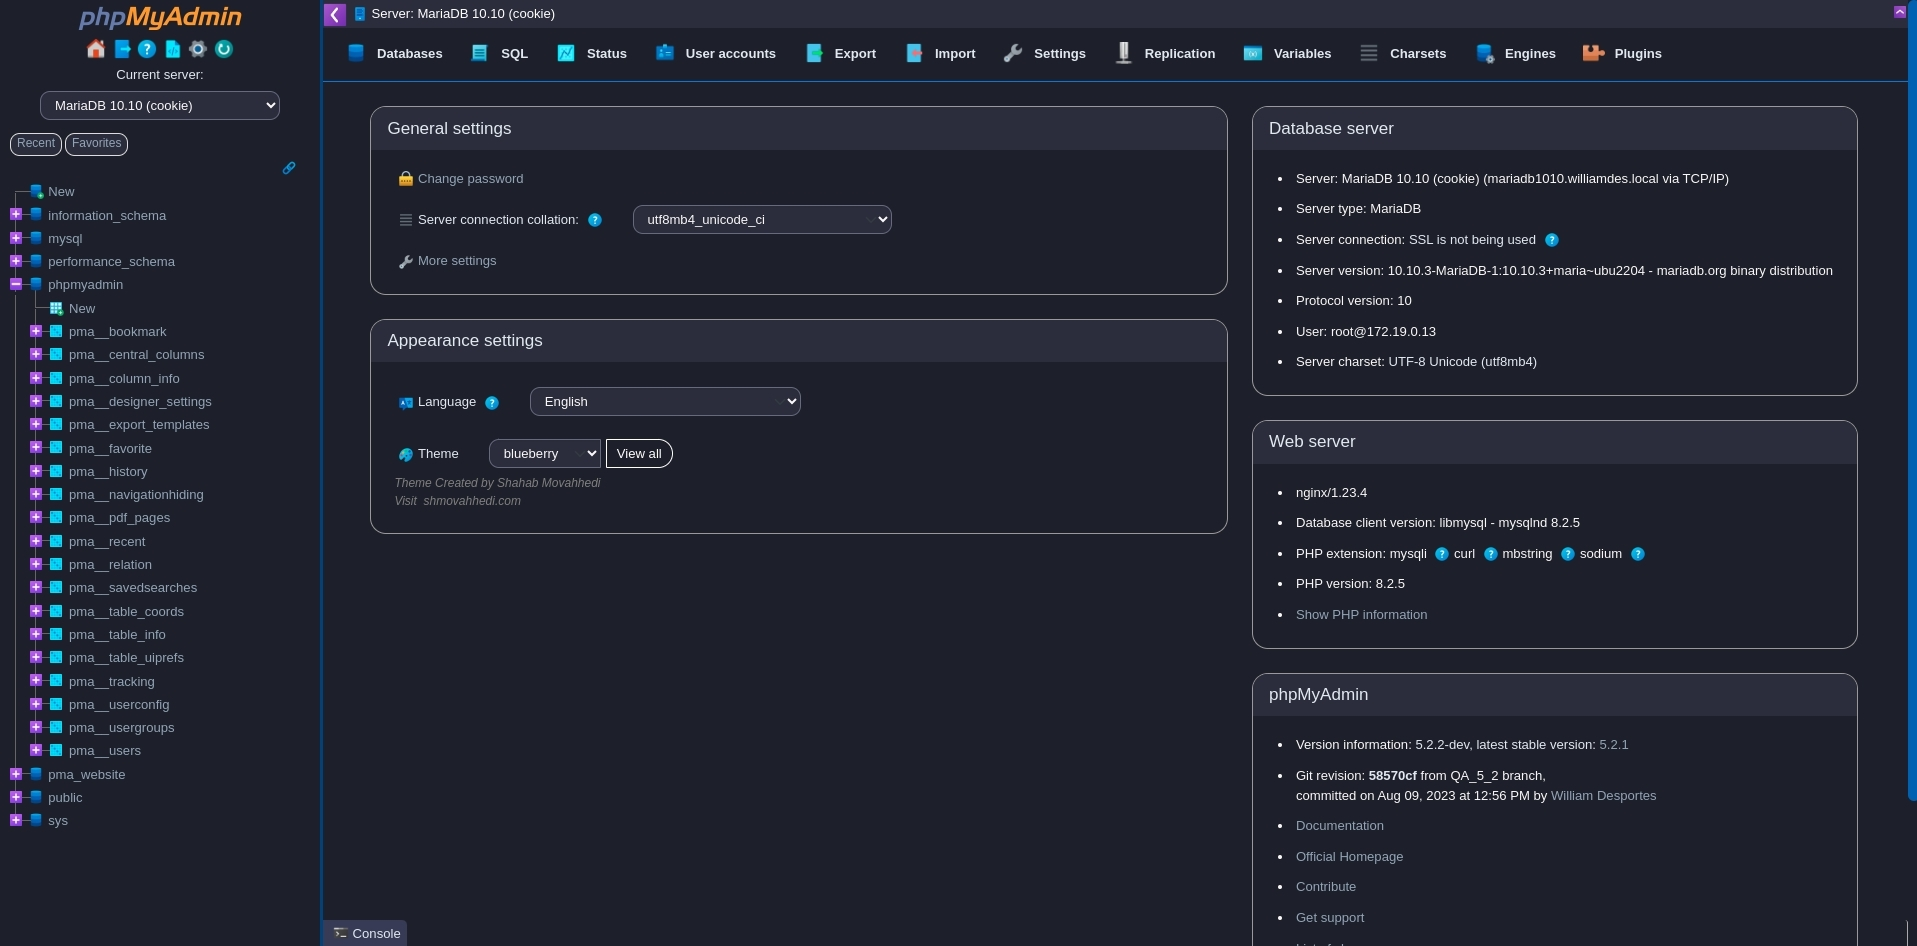 phpMyAdmin
Current server:
MariaDB 10.10 (cookie)
Recent Favorites
New
information_schema
mysql
performance_schema
phpmyadmin
New
pma__bookmark
pma__central_columns
pma__column_info
pma__designer_settings
pma__export_templates
pma__favorite
pma__history
pma__navigationhiding
pma__pdf_pages
pma__recent
pma__relation
pma__savedsearches
pma__table_coords
pma__table_info
pma__table_uiprefs
pma__tracking
pma__userconfig
pma__usergroups
pma__users
pma_website
public
sys
Server: MariaDB 10.10 (cookie)
Databases SQL Status User accounts Export Import Settings Replication Variables Charsets Engines Plugins
General settings
Change password
Server connection collation: utf8mb4_unicode_ci
More settings
Appearance settings
Language English
Theme blueberry View all
Theme Created by Shahab Movahhedi
Visit shmovahhedi.com
Database server
Server: MariaDB 10.10 (cookie) (mariadb1010.williamdes.local via TCP/IP)
Server type: MariaDB
Server connection: SSL is not being used
Server version: 10.10.3-MariaDB-1:10.10.3+maria~ubu2204 - mariadb.org binary distribution
Protocol version: 10
User: root@172.19.0.13
Server charset: UTF-8 Unicode (utf8mb4)
Web server
nginx/1.23.4
Database client version: libmysql - mysqlnd 8.2.5
PHP extension: mysqli curl mbstring sodium
PHP version: 8.2.5
Show PHP information
phpMyAdmin
Version information: 5.2.2-dev, latest stable version: 5.2.1
Git revision: 58570cf from QA_5_2 branch,
committed on Aug 09, 2023 at 12:56 PM by William Desportes
Documentation
Official Homepage
Contribute
Get support
Console